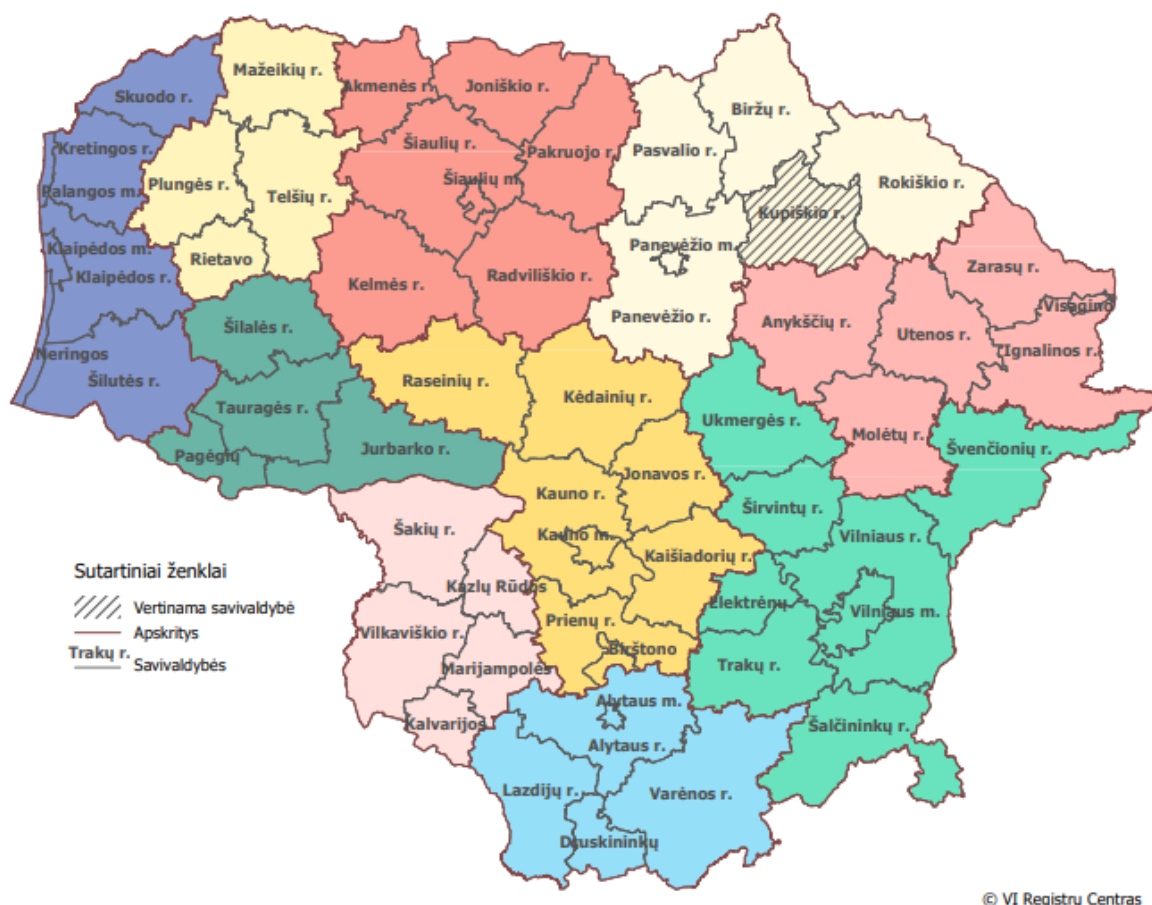 Mažeikių r.
Skuodo r.
Akmenės r.
Joniškio r.
Biržų r.
Kretingos r.
Šiaulių r.
Pakruojo r.
Pasvalio r.
Plungės r.
Telšių r.
Šiaulių m.
Rokiškio r.
Palangos m.
Kupiškio r.
Klaipėdos m.
Rietavo
Panevėžio m.
Klaipėdos r.
Kelmės r.
Radviliškio r.
Zarasų r.
Visagino
Šilalės r.
Panevėžio r.
Anykščių r.
Utenos r.
Ignalinos r.
Neringos
Šilutės r.
Raseinių r.
Kėdainių r.
Tauragės r.
Ukmergės r.
Molėtų r.
Švenčionių r.
Pagėgių
Jurbarko r.
Jonavos r.
Kauno r.
Širvintų r.
Šakių r.
Kauno m.
Kaišiadorių r.
Vilniaus r.
Kazlų Rūdos
Elektrėnų
Vilniaus m.
Vilkaviškio r.
Prienų r.
Birštono
Marijampolės
Trakų r.
Kalvarijos
Alytaus m.
Šalčininkų r.
Alytaus r.
Lazdijų r.
Varėnos r.
Druskininkų
Sutartiniai ženklai
Vertinama savivaldybė
Apskritys
Trakų r.
Savivaldybės
© VI Registrų Centras